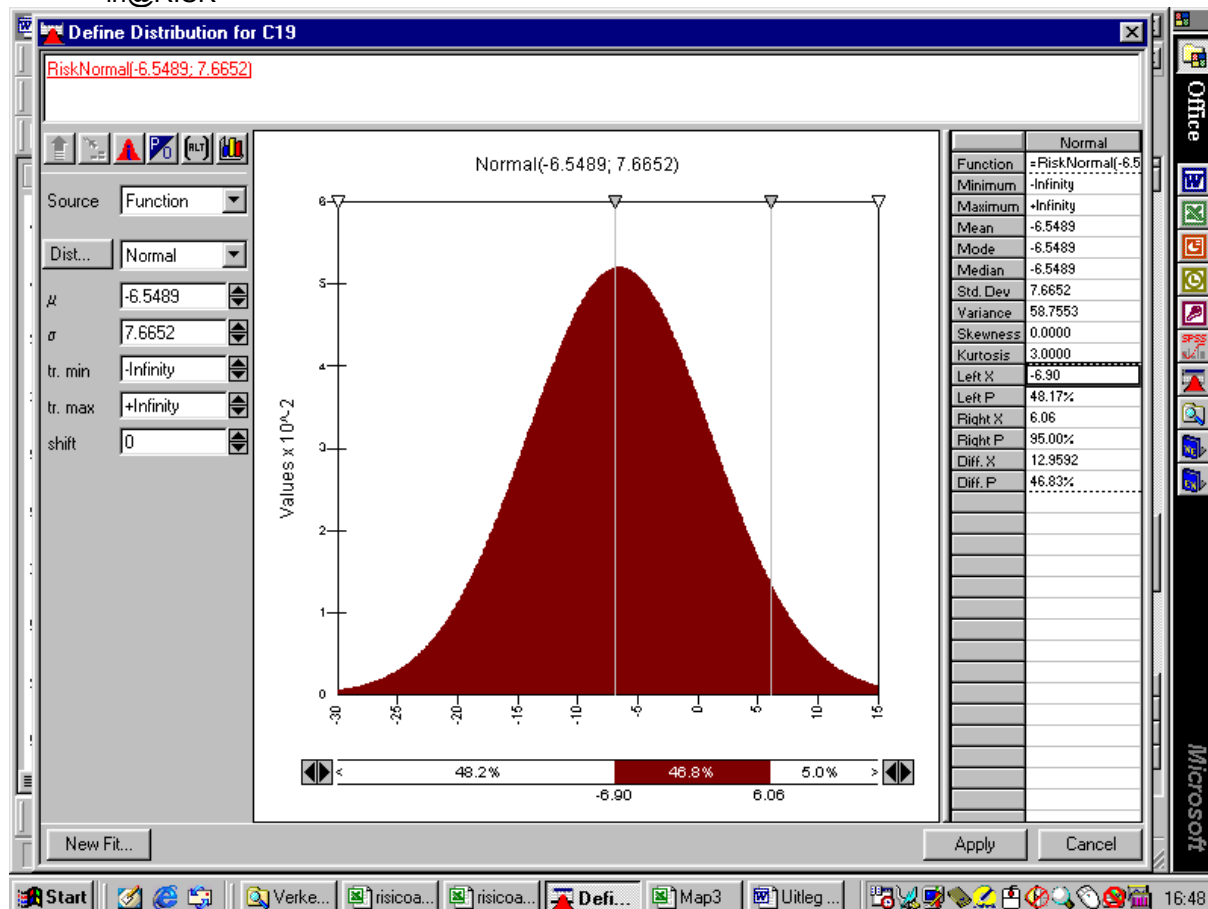 in@RISK
Define Distribution for C19
RiskNormal(-6.5489; 7.6652)
Source Function
Dist... Normal
μ -6.5489
σ 7.6652
tr. min -Infinity
tr. max +Infinity
shift 0
Normal(-6.5489; 7.6652)
Values x 10^-2
6
5
4
3
2
1
0
-30 -25 -20 -15 -10 -5 0 5 10 15
< 48.2% 46.8% 5.0% >
-6.90 6.06
Normal
Function =RiskNormal(-6.5
Minimum -Infinity
Maximum +Infinity
Mean -6.5489
Mode -6.5489
Median -6.5489
Std. Dev 7.6652
Variance 58.7553
Skewness 0.0000
Kurtosis 3.0000
Left X -6.90
Left P 48.17%
Right X 6.06
Right P 95.00%
Diff. X 12.9592
Diff. P 46.83%
New Fit... Apply Cancel
Office
SPSS
Microsoft
Start Verke... risicoa... risicoa... Defi... Map3 Uitleg ... 16:48